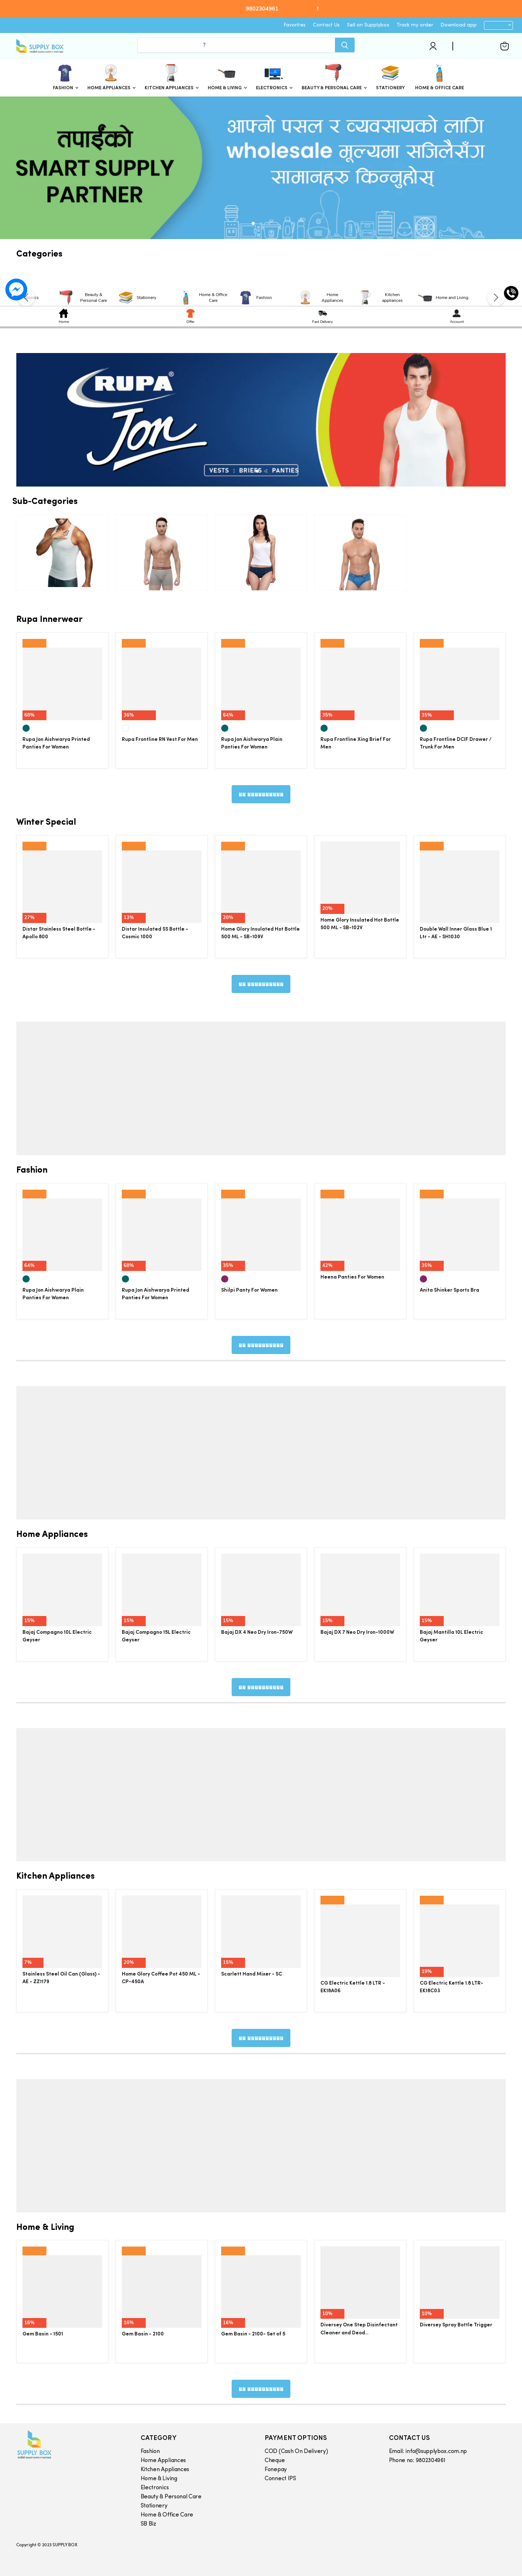 9802304961 !
Favorites Contact Us Sell on Supplybox Track my order Download app
SUPPLY BOX
?
FASHION HOME APPLIANCES KITCHEN APPLIANCES HOME & LIVING ELECTRONICS BEAUTY & PERSONAL CARE STATIONERY HOME & OFFICE CARE
तपाईंको
SMART SUPPLY
PARTNER
आफ्नो पसल र कार्यालयको लागि
wholesale मूल्यमा सजिलैसँग
सामानहरु किन्नुहोस्
Categories
Beauty & Personal Care
Stationery
Home & Office Care
Fashion
Home Appliances
Kitchen appliances
Home and Living
Home Offer Fast Delivery Account
RUPA
Jon
VESTS : BRIEFS : PANTIES
Sub-Categories
Rupa Innerwear
68%
Rupa Jon Aishwarya Printed
Panties For Women
36%
Rupa Frontline RN Vest For Men
64%
Rupa Jon Aishwarya Plain
Panties For Women
35%
Rupa Frontline Xing Brief For
Men
35%
Rupa Frontline DCIF Drawer /
Trunk For Men
Winter Special
27%
Distar Stainless Steel Bottle -
Apollo 800
13%
Distar Insulated SS Bottle -
Cosmic 1000
20%
Home Glory Insulated Hot Bottle
500 ML - SB-109V
20%
Home Glory Insulated Hot Bottle
500 ML - SB-102V
Double Wall Inner Glass Blue 1
Ltr - AE - SH1030
Fashion
64%
Rupa Jon Aishwarya Plain
Panties For Women
68%
Rupa Jon Aishwarya Printed
Panties For Women
35%
Shilpi Panty For Women
42%
Heena Panties For Women
35%
Anita Shinker Sports Bra
Home Appliances
15%
Bajaj Compagno 10L Electric
Geyser
15%
Bajaj Compagno 15L Electric
Geyser
15%
Bajaj DX 4 Neo Dry Iron-750W
15%
Bajaj DX 7 Neo Dry Iron-1000W
15%
Bajaj Mantilla 10L Electric
Geyser
Kitchen Appliances
7%
Stainless Steel Oil Can (Glass) -
AE - ZZ1179
20%
Home Glory Coffee Pot 450 ML -
CP-450A
15%
Scarlett Hand Mixer - SC
CG Electric Kettle 1.8 LTR -
EK18A06
19%
CG Electric Kettle 1.8 LTR-
EK18C03
Home & Living
16%
Gem Basin - 1501
36%
Gem Basin - 2100
16%
Gem Basin - 2100- Set of 5
10%
Diversey One Step Disinfectant
Cleaner and Deod...
33%
Diversey Spray Bottle Trigger
SUPPLY BOX
CATEGORY
Fashion
Home Appliances
Kitchen Appliances
Home & Living
Electronics
Beauty & Personal Care
Stationery
Home & Office Care
SB Biz
PAYMENT OPTIONS
COD (Cash On Delivery)
Cheque
Fonepay
Connect IPS
CONTACT US
Email: info@supplybox.com.np
Phone no: 9802304961
Copyright © 2023 SUPPLY BOX